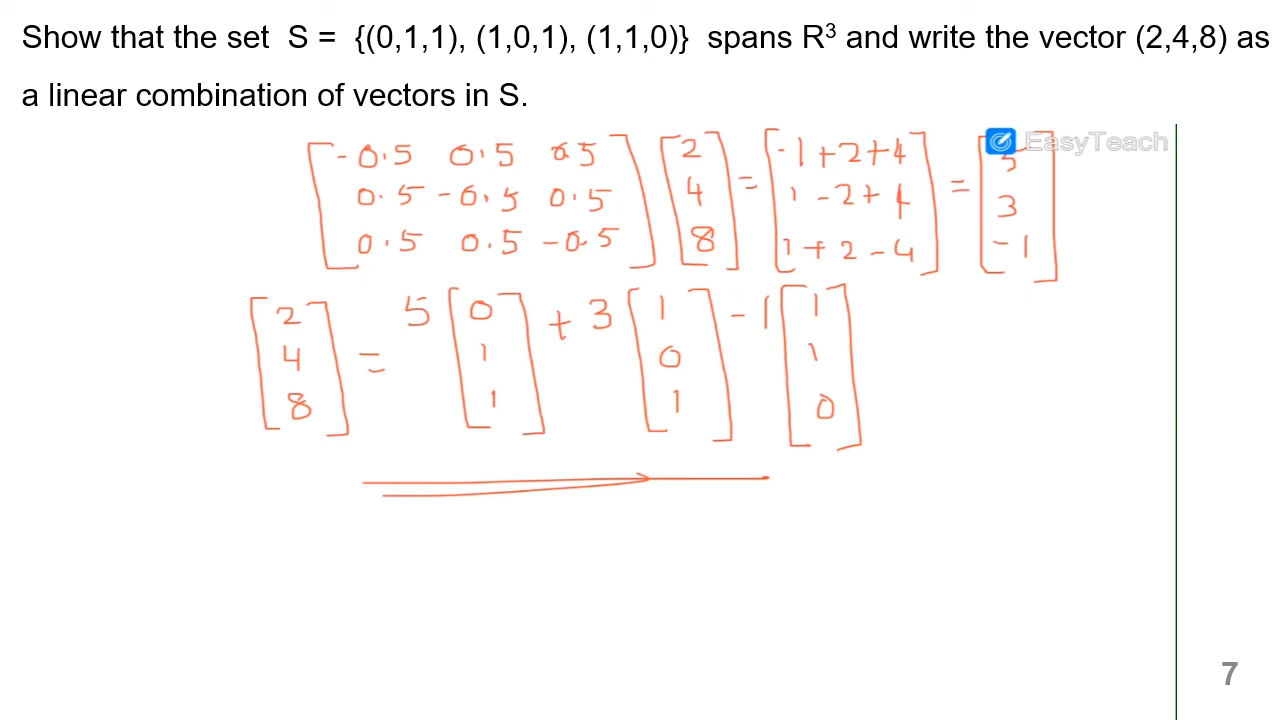 Show that the set S = {(0,1,1), (1,0,1), (1,1,0)} spans R³ and write the vector (2,4,8) as
a linear combination of vectors in S.
EasyTeach
[-0.5 0.5 0.5] [2] = [-1+2+4] = [5]
[0.5 -0.5 0.5] [4] [1-2+4] [3]
[0.5 0.5 -0.5] [8] [1+2-4] [-1]
[2] = 5 [0] + 3 [1] - 1 [1]
[4] [1] [0] [1]
[8] [1] [1] [0]
7